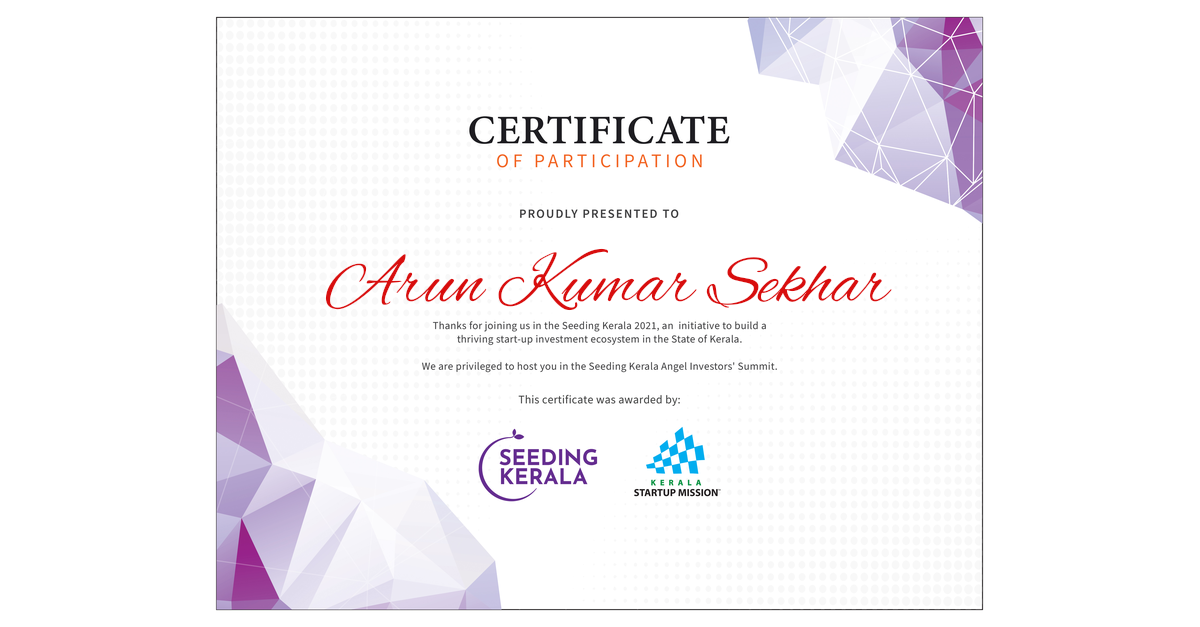 CERTIFICATE
OF PARTICIPATION
PROUDLY PRESENTED TO
Arun Kumar Sekhar
Thanks for joining us in the Seeding Kerala 2021, an initiative to build a
thriving start-up investment ecosystem in the State of Kerala.
We are privileged to host you in the Seeding Kerala Angel Investors' Summit.
This certificate was awarded by:
SEEDING
KERALA
KERALA
STARTUP MISSION